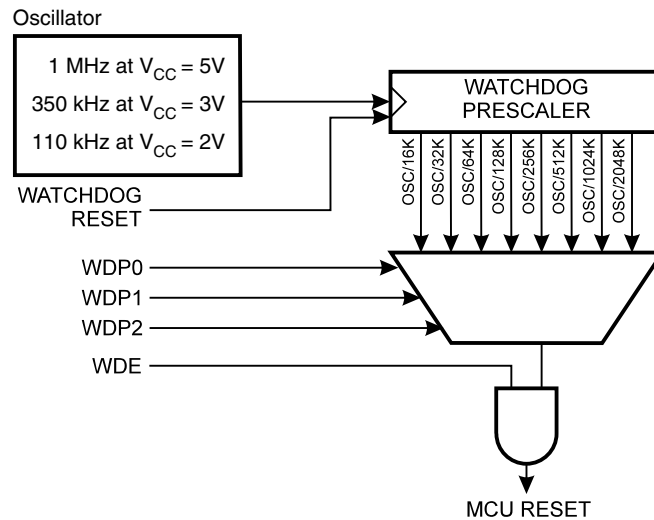 Oscillator
1 MHz at VCC = 5V
350 kHz at VCC = 3V
110 kHz at VCC = 2V
WATCHDOG
PRESCALER
WATCHDOG
RESET
OSC/16K
OSC/32K
OSC/64K
OSC/128K
OSC/256K
OSC/512K
OSC/1024K
OSC/2048K
WDP0
WDP1
WDP2
WDE
MCU RESET